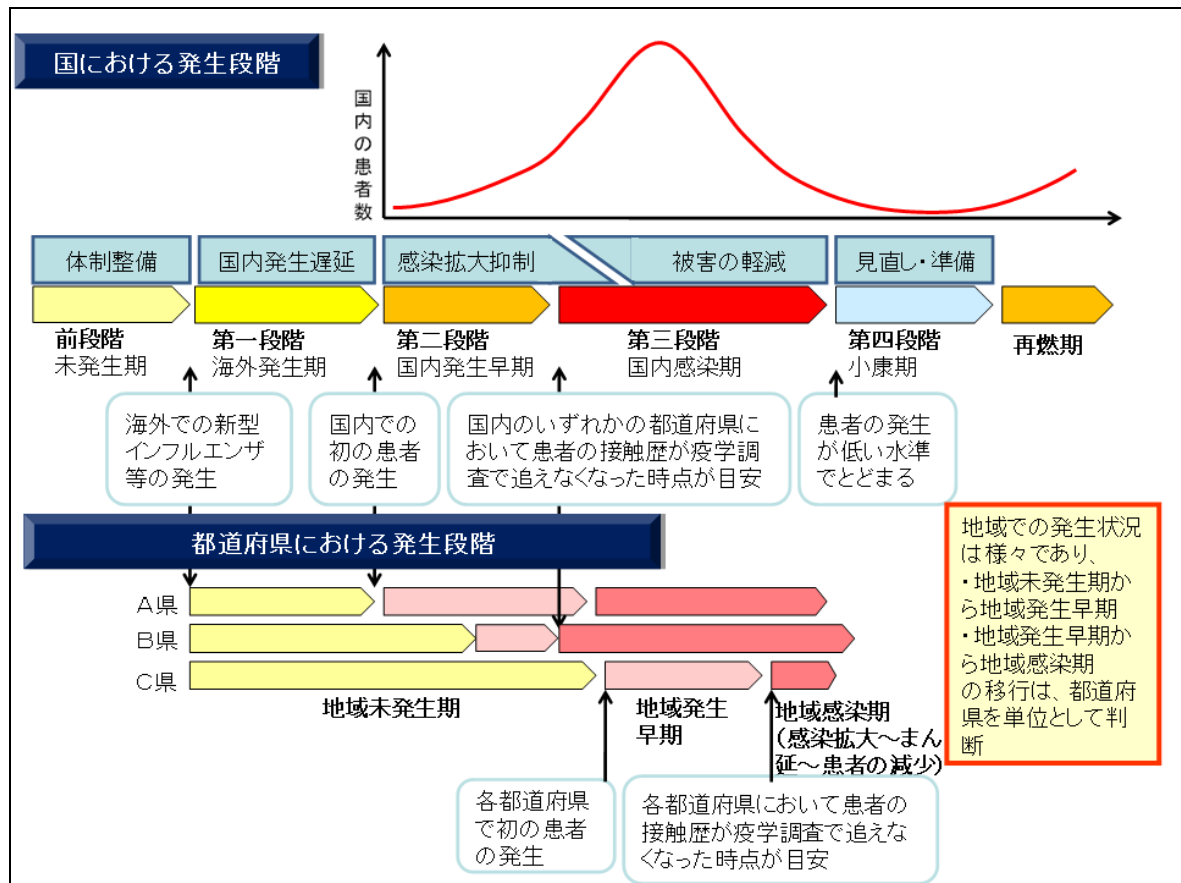 国における発生段階
国内の患者数
体制整備
国内発生遅延
感染拡大抑制
被害の軽減
見直し・準備
前段階
未発生期
第一段階
海外発生期
第二段階
国内発生早期
第三段階
国内感染期
第四段階
小康期
再燃期
海外での新型
インフルエンザ
等の発生
国内での
初の患者
の発生
国内のいずれかの都道府県に
おいて患者の接触歴が疫学調
査で追えなくなった時点が目安
患者の発生
が低い水準
でとどまる
都道府県における発生段階
A県
B県
C県
地域未発生期
地域発生
早期
地域感染期
(感染拡大~まん
延~患者の減少)
地域での発生状況
は様々であり、
・地域未発生期か
ら地域発生早期
・地域発生早期か
ら地域感染期
の移行は、都道府
県を単位として判
断
各都道府県
で初の患者
の発生
各都道府県において患者の
接触歴が疫学調査で追えな
くなった時点が目安